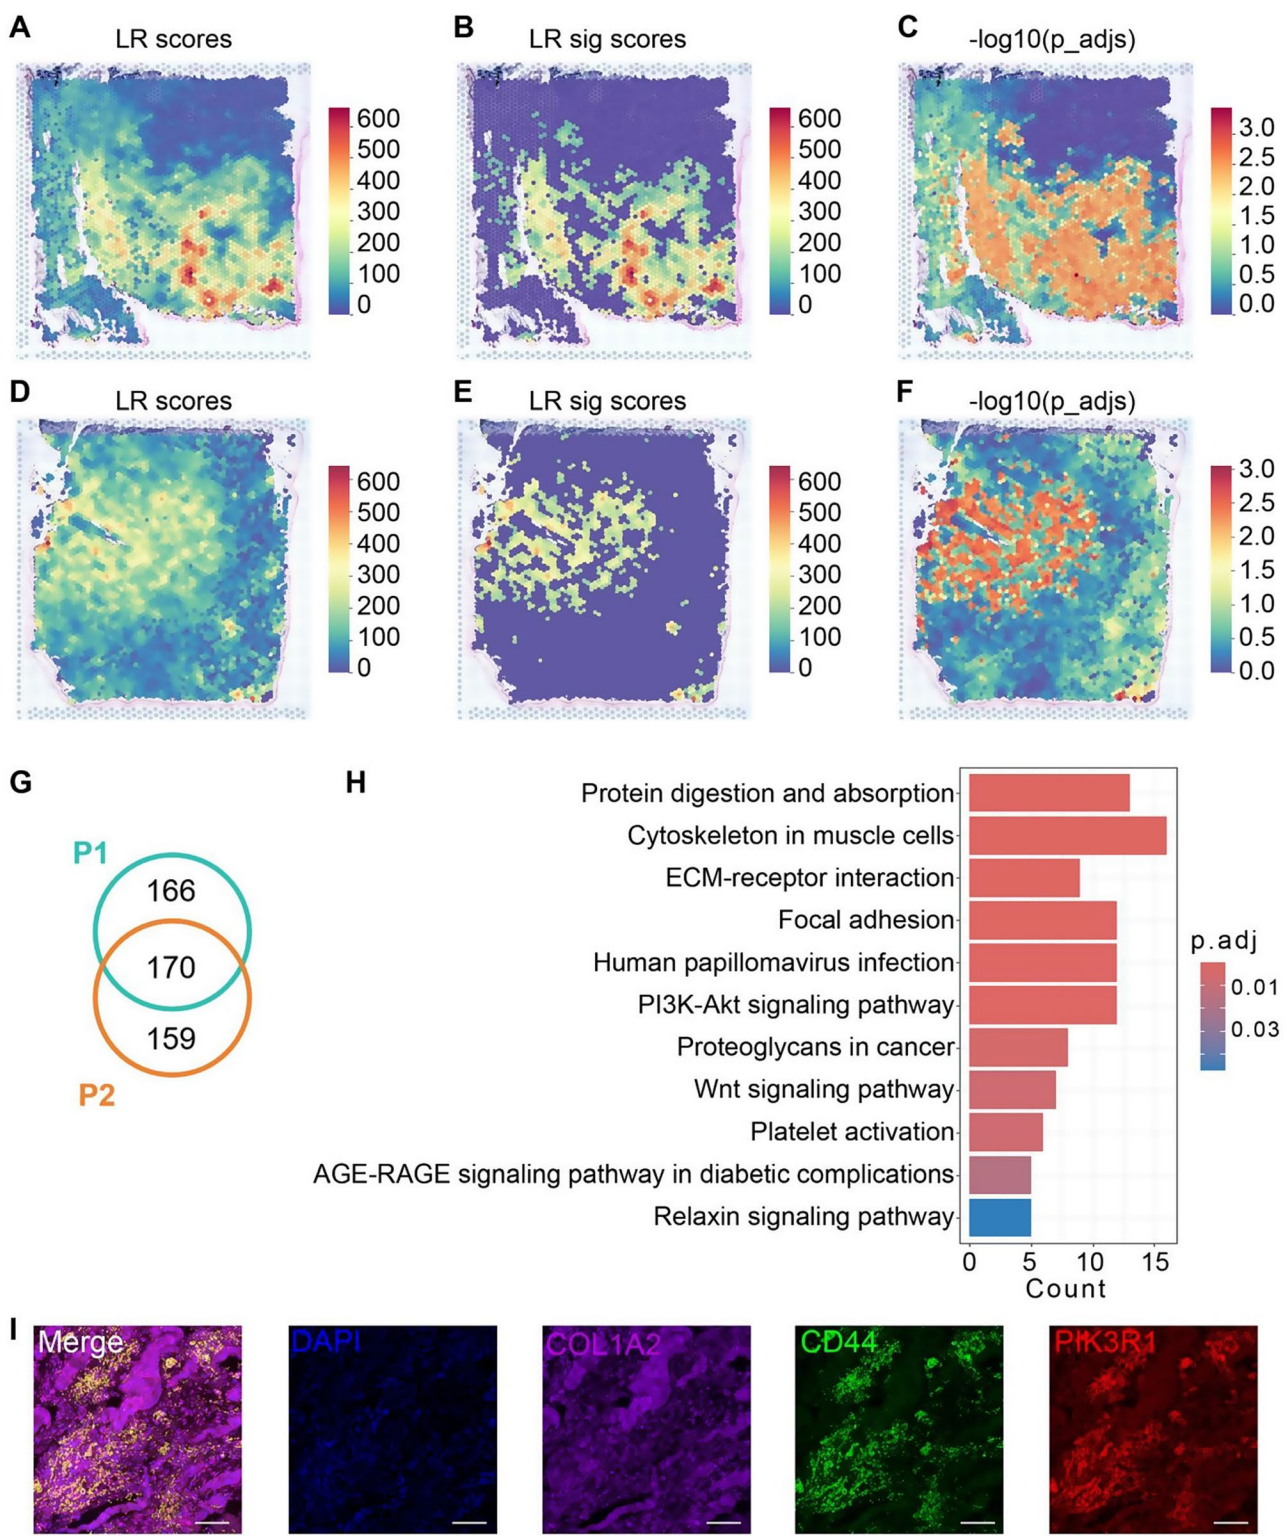 A
LR scores
600
500
400
300
200
100
0
B
LR sig scores
600
500
400
300
200
100
0
C
-log10(p_adjs)
3.0
2.5
2.0
1.5
1.0
0.5
0.0
D
LR scores
600
500
400
300
200
100
0
E
LR sig scores
600
500
400
300
200
100
0
F
-log10(p_adjs)
3.0
2.5
2.0
1.5
1.0
0.5
0.0
G
P1
166
170
159
P2
H
Protein digestion and absorption
Cytoskeleton in muscle cells
ECM-receptor interaction
Focal adhesion
Human papillomavirus infection
PI3K-Akt signaling pathway
Proteoglycans in cancer
Wnt signaling pathway
Platelet activation
AGE-RAGE signaling pathway in diabetic complications
Relaxin signaling pathway
0 5 10 15
Count
p.adj
0.01
0.03
I
Merge
DAPI
COL1A2
CD44
PIK3R1